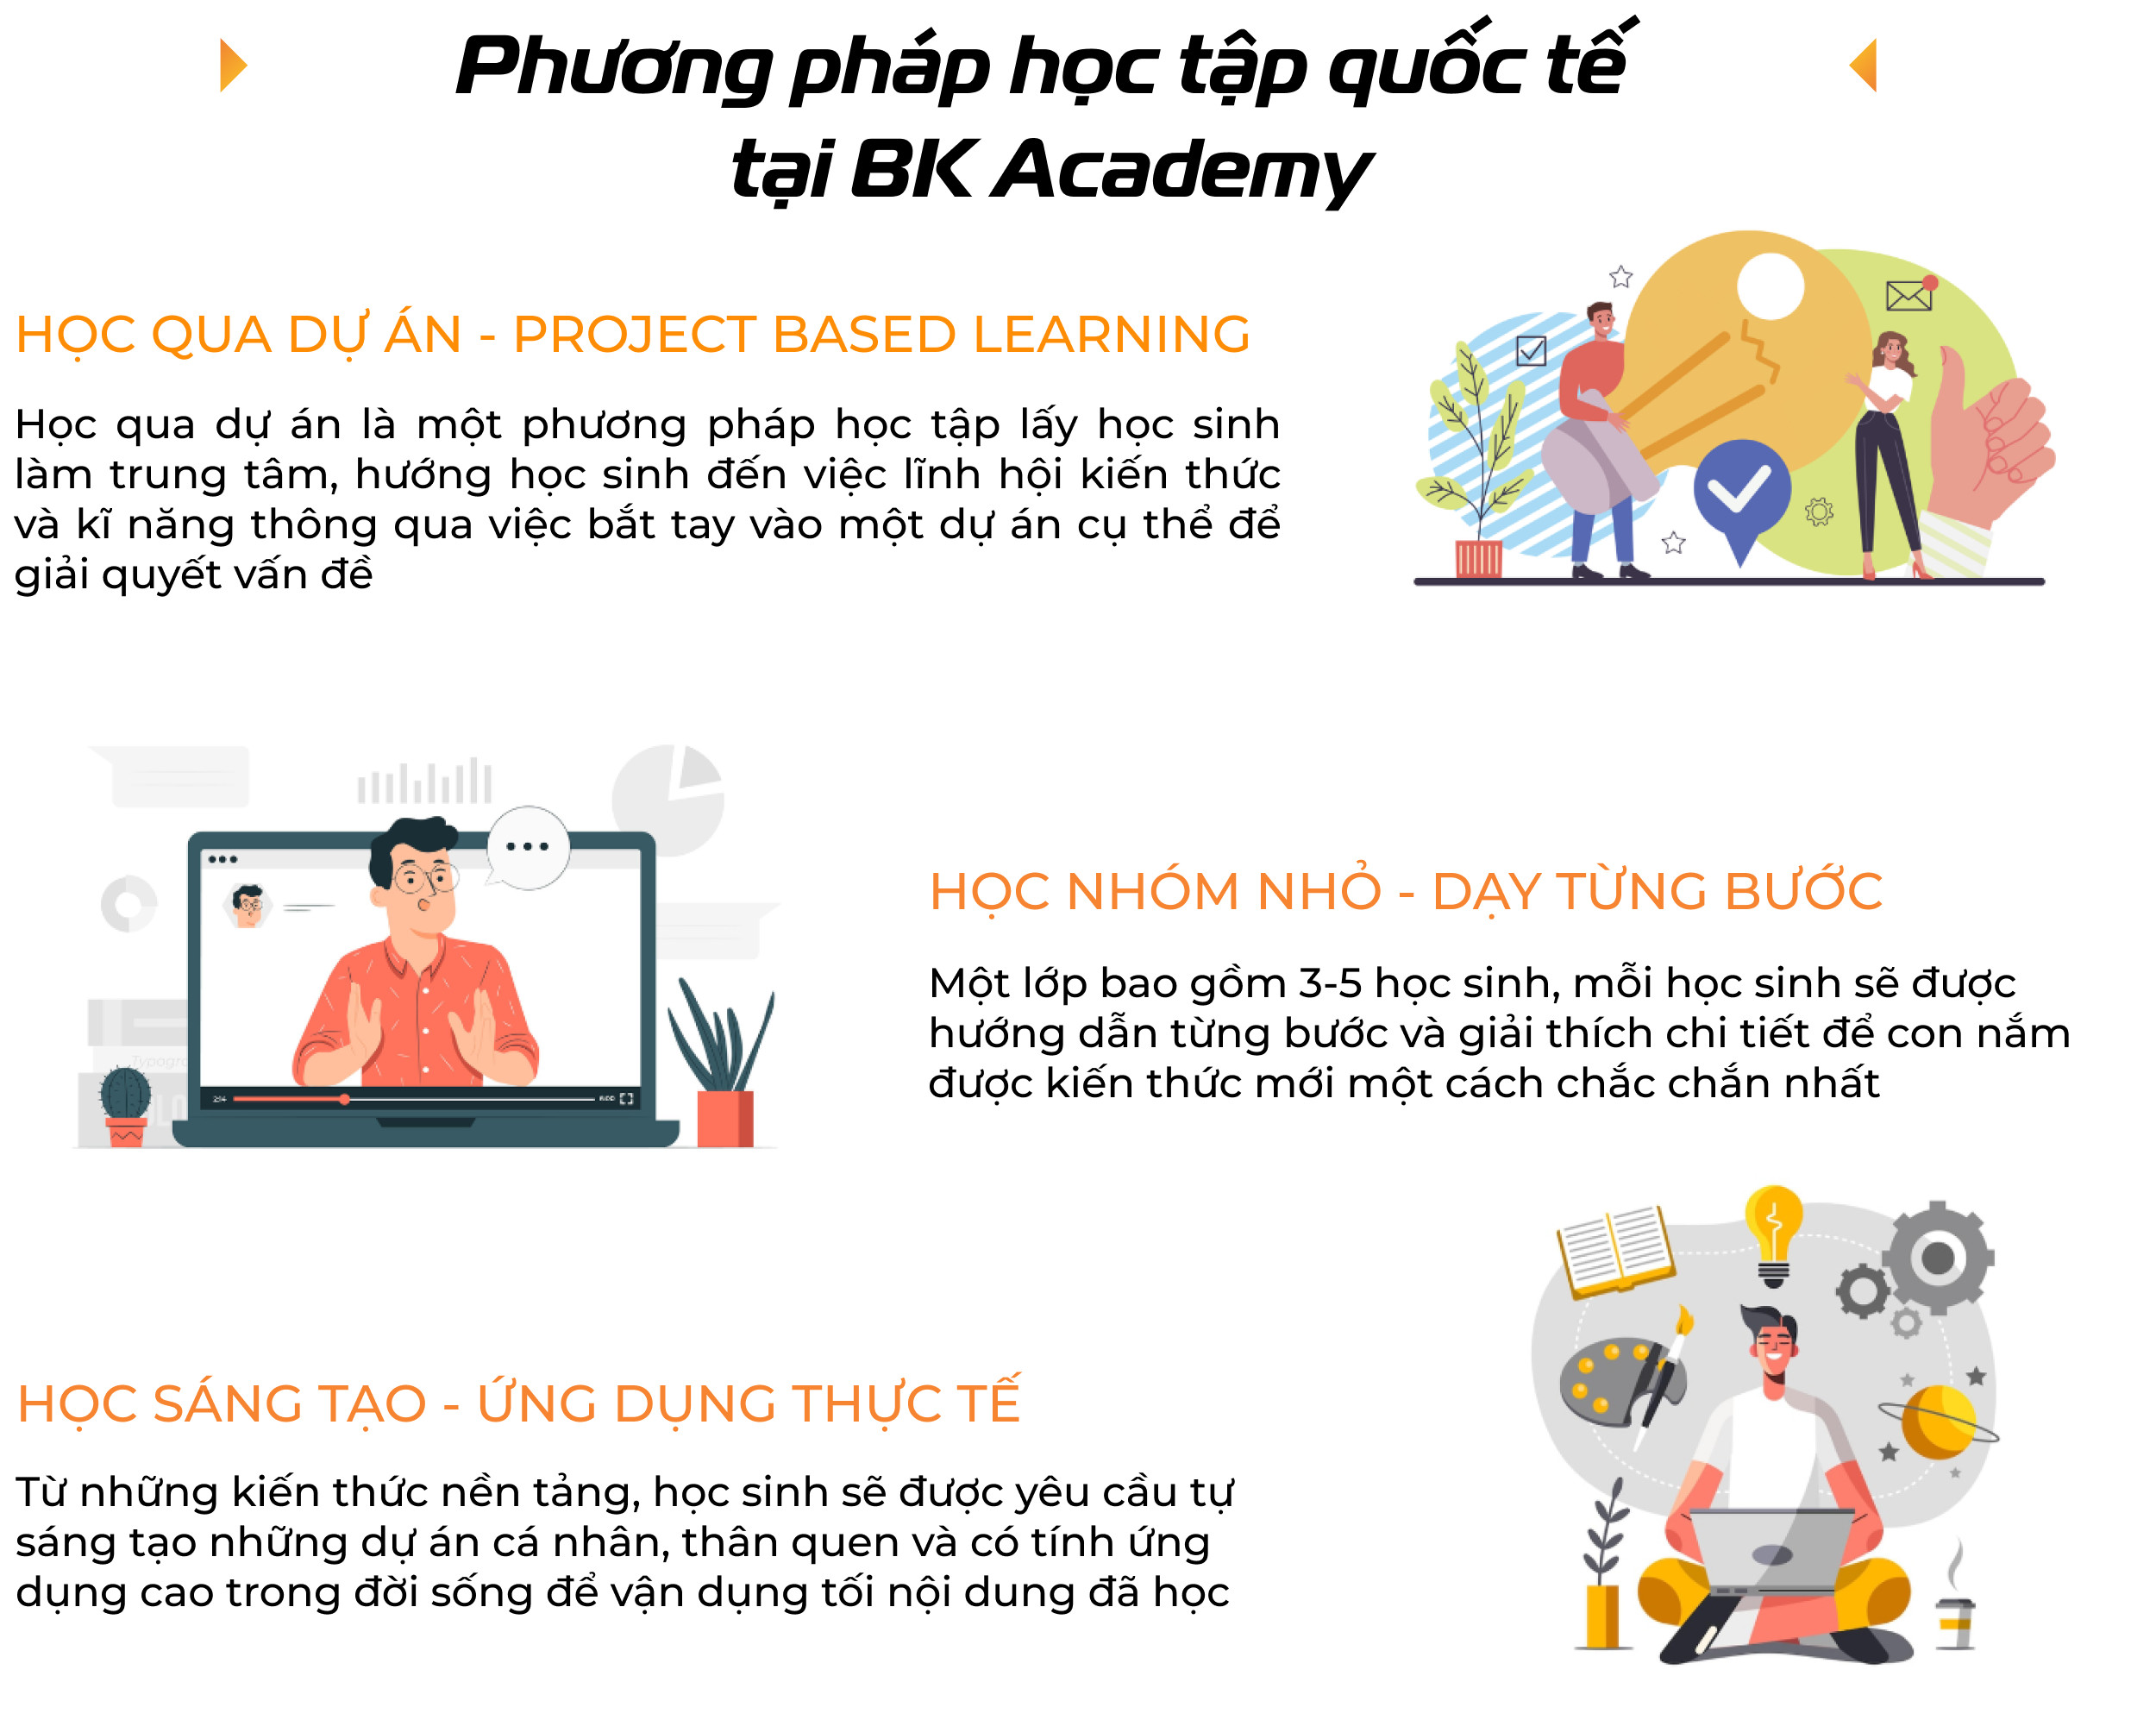 Phương pháp học tập quốc tế
tại BK Academy
HỌC QUA DỰ ÁN - PROJECT BASED LEARNING
Học qua dự án là một phương pháp học tập lấy học sinh
làm trung tâm, hướng học sinh đến việc lĩnh hội kiến thức
và kĩ năng thông qua việc bắt tay vào một dự án cụ thể để
giải quyết vấn đề
HỌC NHÓM NHỎ - DẠY TỪNG BƯỚC
Một lớp bao gồm 3-5 học sinh, mỗi học sinh sẽ được
hướng dẫn từng bước và giải thích chi tiết để con nắm
được kiến thức mới một cách chắc chắn nhất
HỌC SÁNG TẠO - ỨNG DỤNG THỰC TẾ
Từ những kiến thức nền tảng, học sinh sẽ được yêu cầu tự
sáng tạo những dự án cá nhân, thân quen và có tính ứng
dụng cao trong đời sống để vận dụng tối nội dung đã học